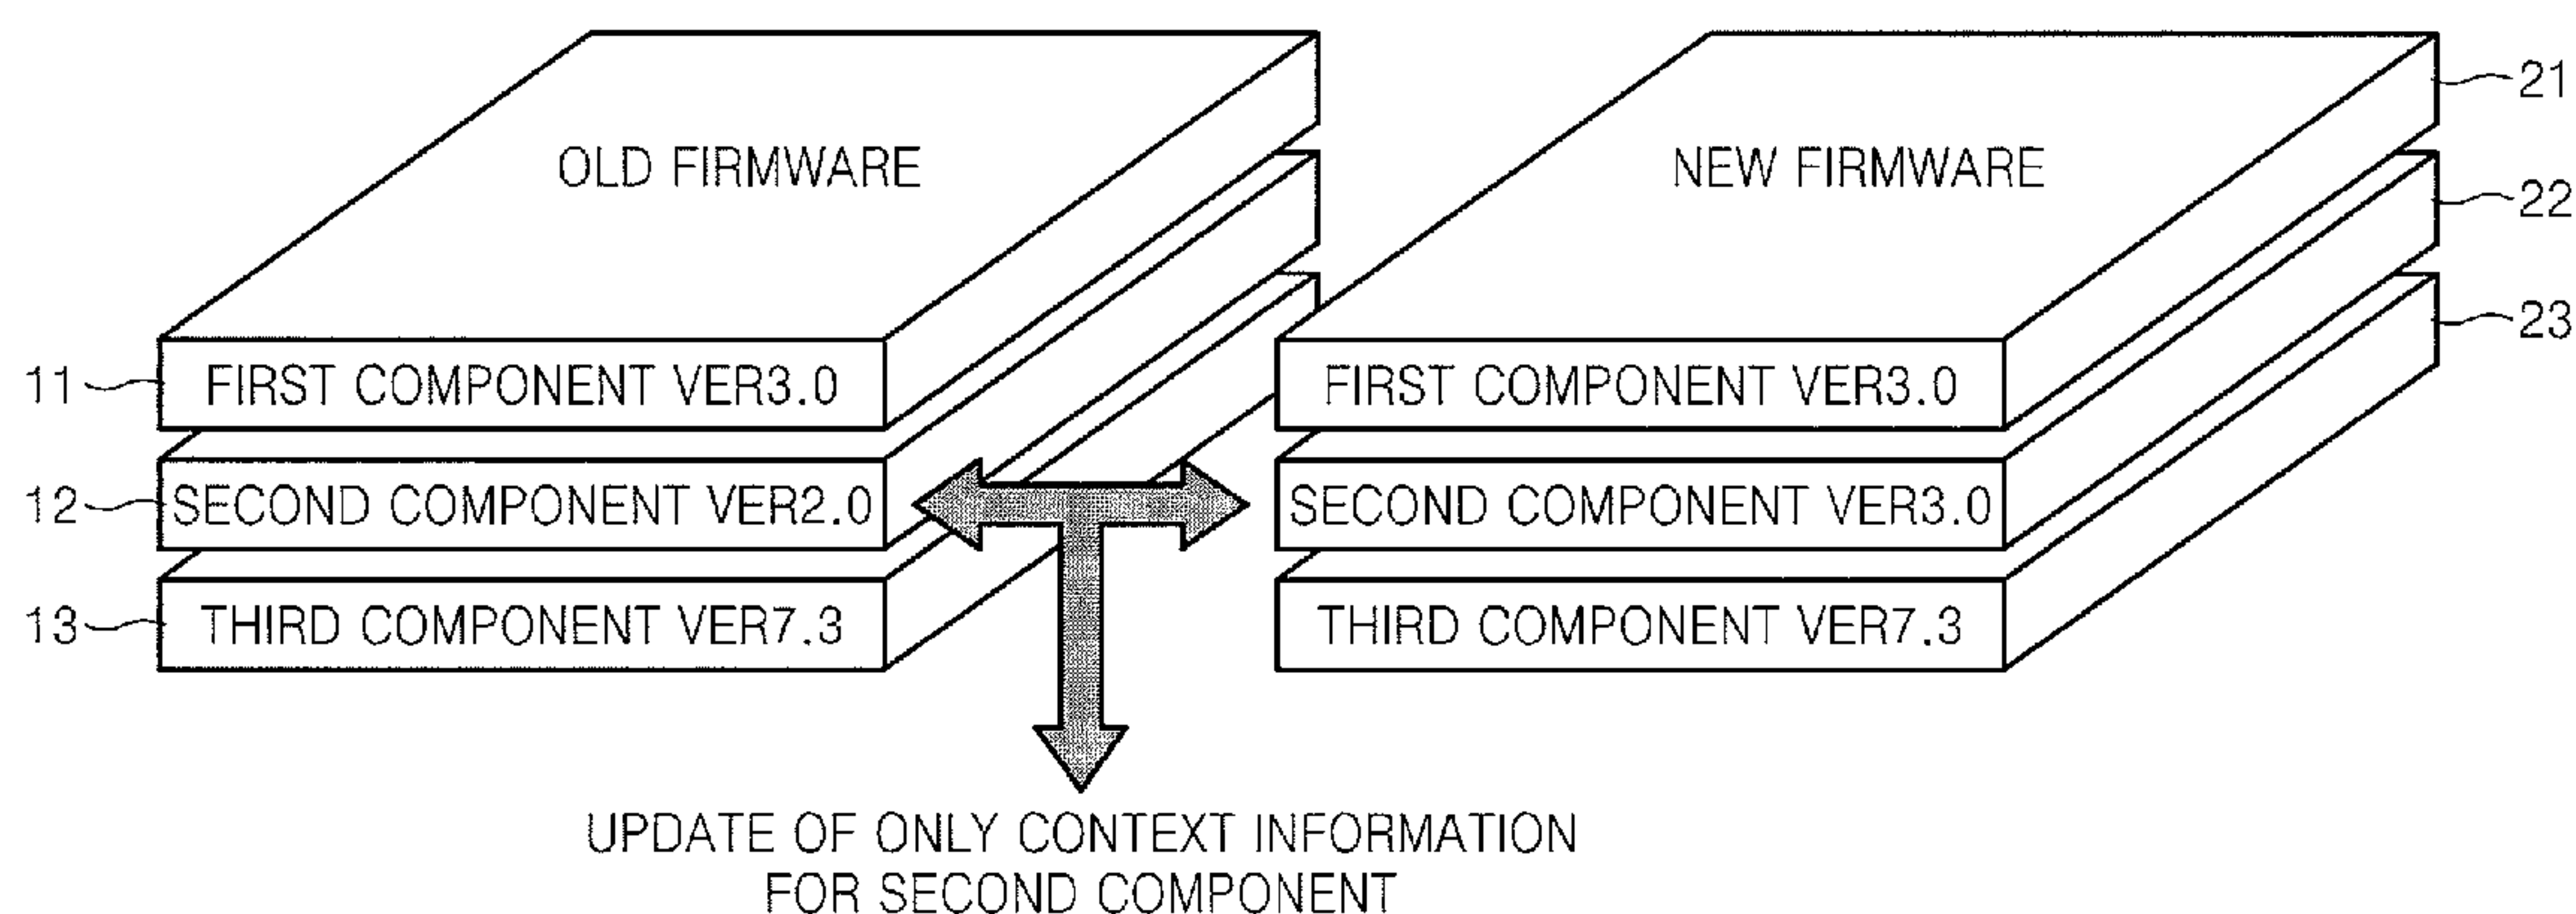 OLD FIRMWARE
11
FIRST COMPONENT VER3.0
12
SECOND COMPONENT VER2.0
13
THIRD COMPONENT VER7.3
NEW FIRMWARE
21
22
23
FIRST COMPONENT VER3.0
SECOND COMPONENT VER3.0
THIRD COMPONENT VER7.3
UPDATE OF ONLY CONTEXT INFORMATION
FOR SECOND COMPONENT